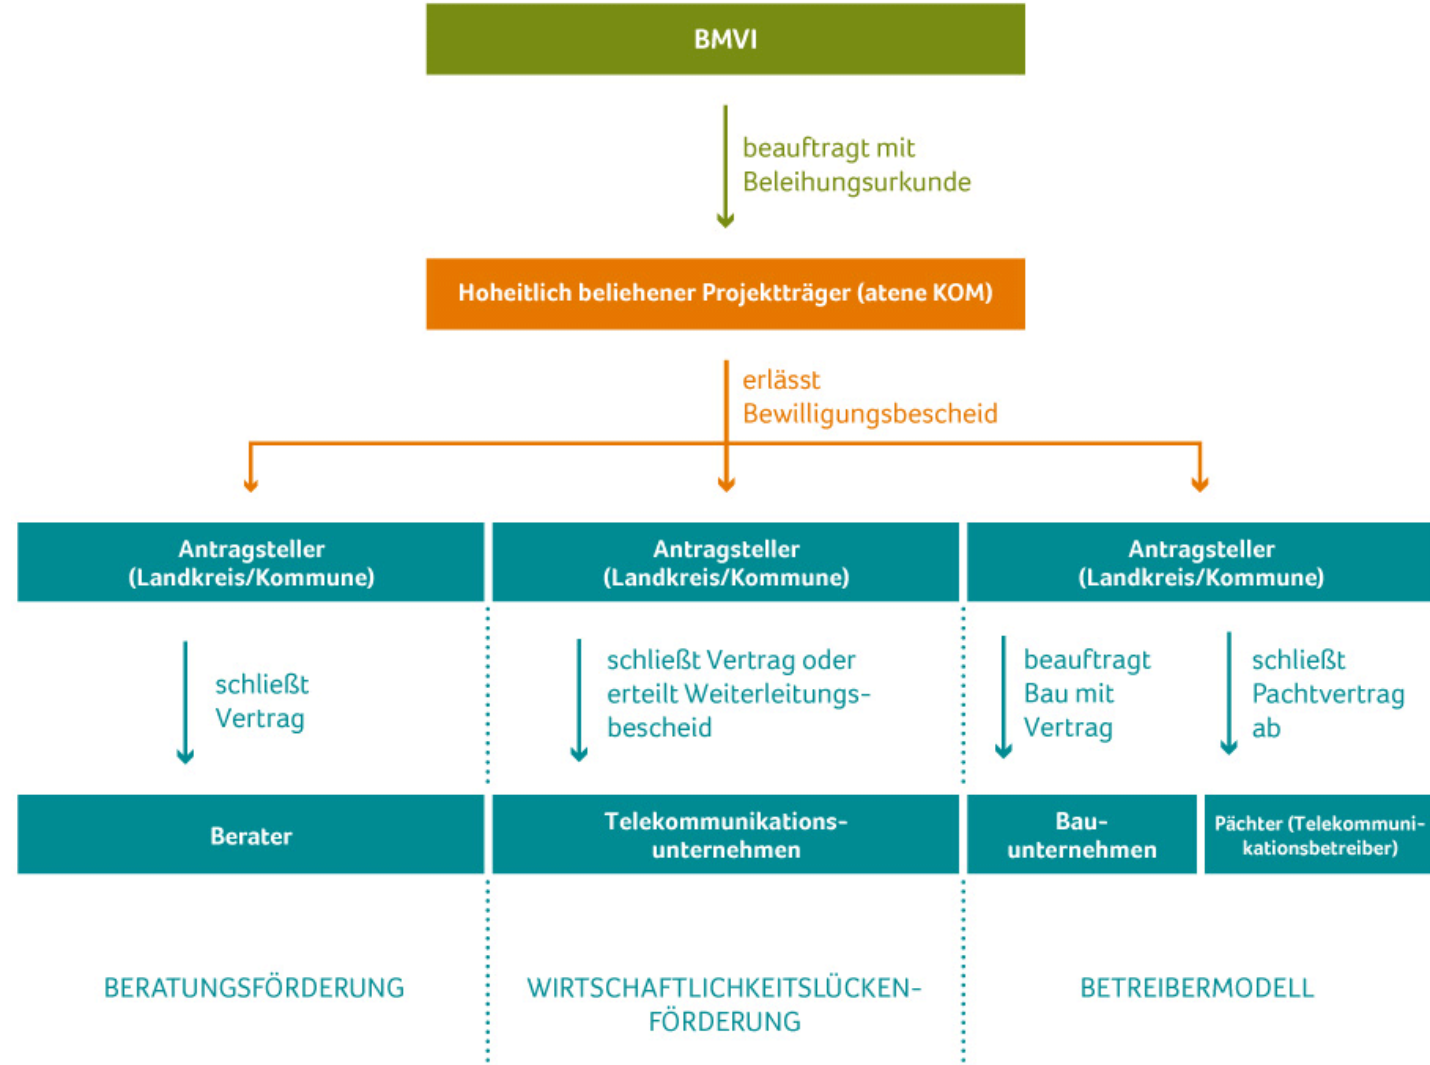 BMVI
beauftragt mit
Beleihungsurkunde
Hoheitlich beliehener Projektträger (atene KOM)
erlässt
Bewilligungsbescheid
Antragsteller
(Landkreis/Kommune)
Antragsteller
(Landkreis/Kommune)
Antragsteller
(Landkreis/Kommune)
schließt
Vertrag
schließt Vertrag oder
erteilt Weiterleitungs-
bescheid
beauftragt
Bau mit
Vertrag
schließt
Pachtvertrag
ab
Berater
Telekommunikations-
unternehmen
Bau-
unternehmen
Pächter (Telekommuni-
kationsbetreiber)
BERATUNGSFÖRDERUNG
WIRTSCHAFTLICHKEITSLÜCKEN-
FÖRDERUNG
BETREIBERMODELL